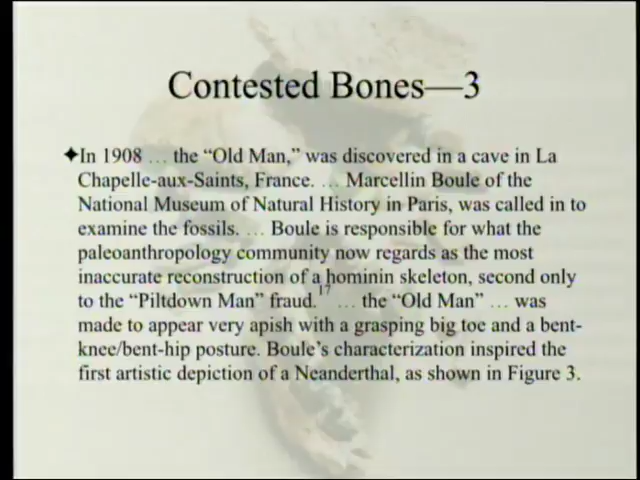 Contested Bones—3
✦In 1908 … the “Old Man,” was discovered in a cave in La
Chapelle-aux-Saints, France. … Marcellin Boule of the
National Museum of Natural History in Paris, was called in to
examine the fossils. … Boule is responsible for what the
paleoanthropology community now regards as the most
inaccurate reconstruction of a hominin skeleton, second only
to the “Piltdown Man” fraud.17 … the “Old Man” … was
made to appear very apish with a grasping big toe and a bent-
knee/bent-hip posture. Boule’s characterization inspired the
first artistic depiction of a Neanderthal, as shown in Figure 3.